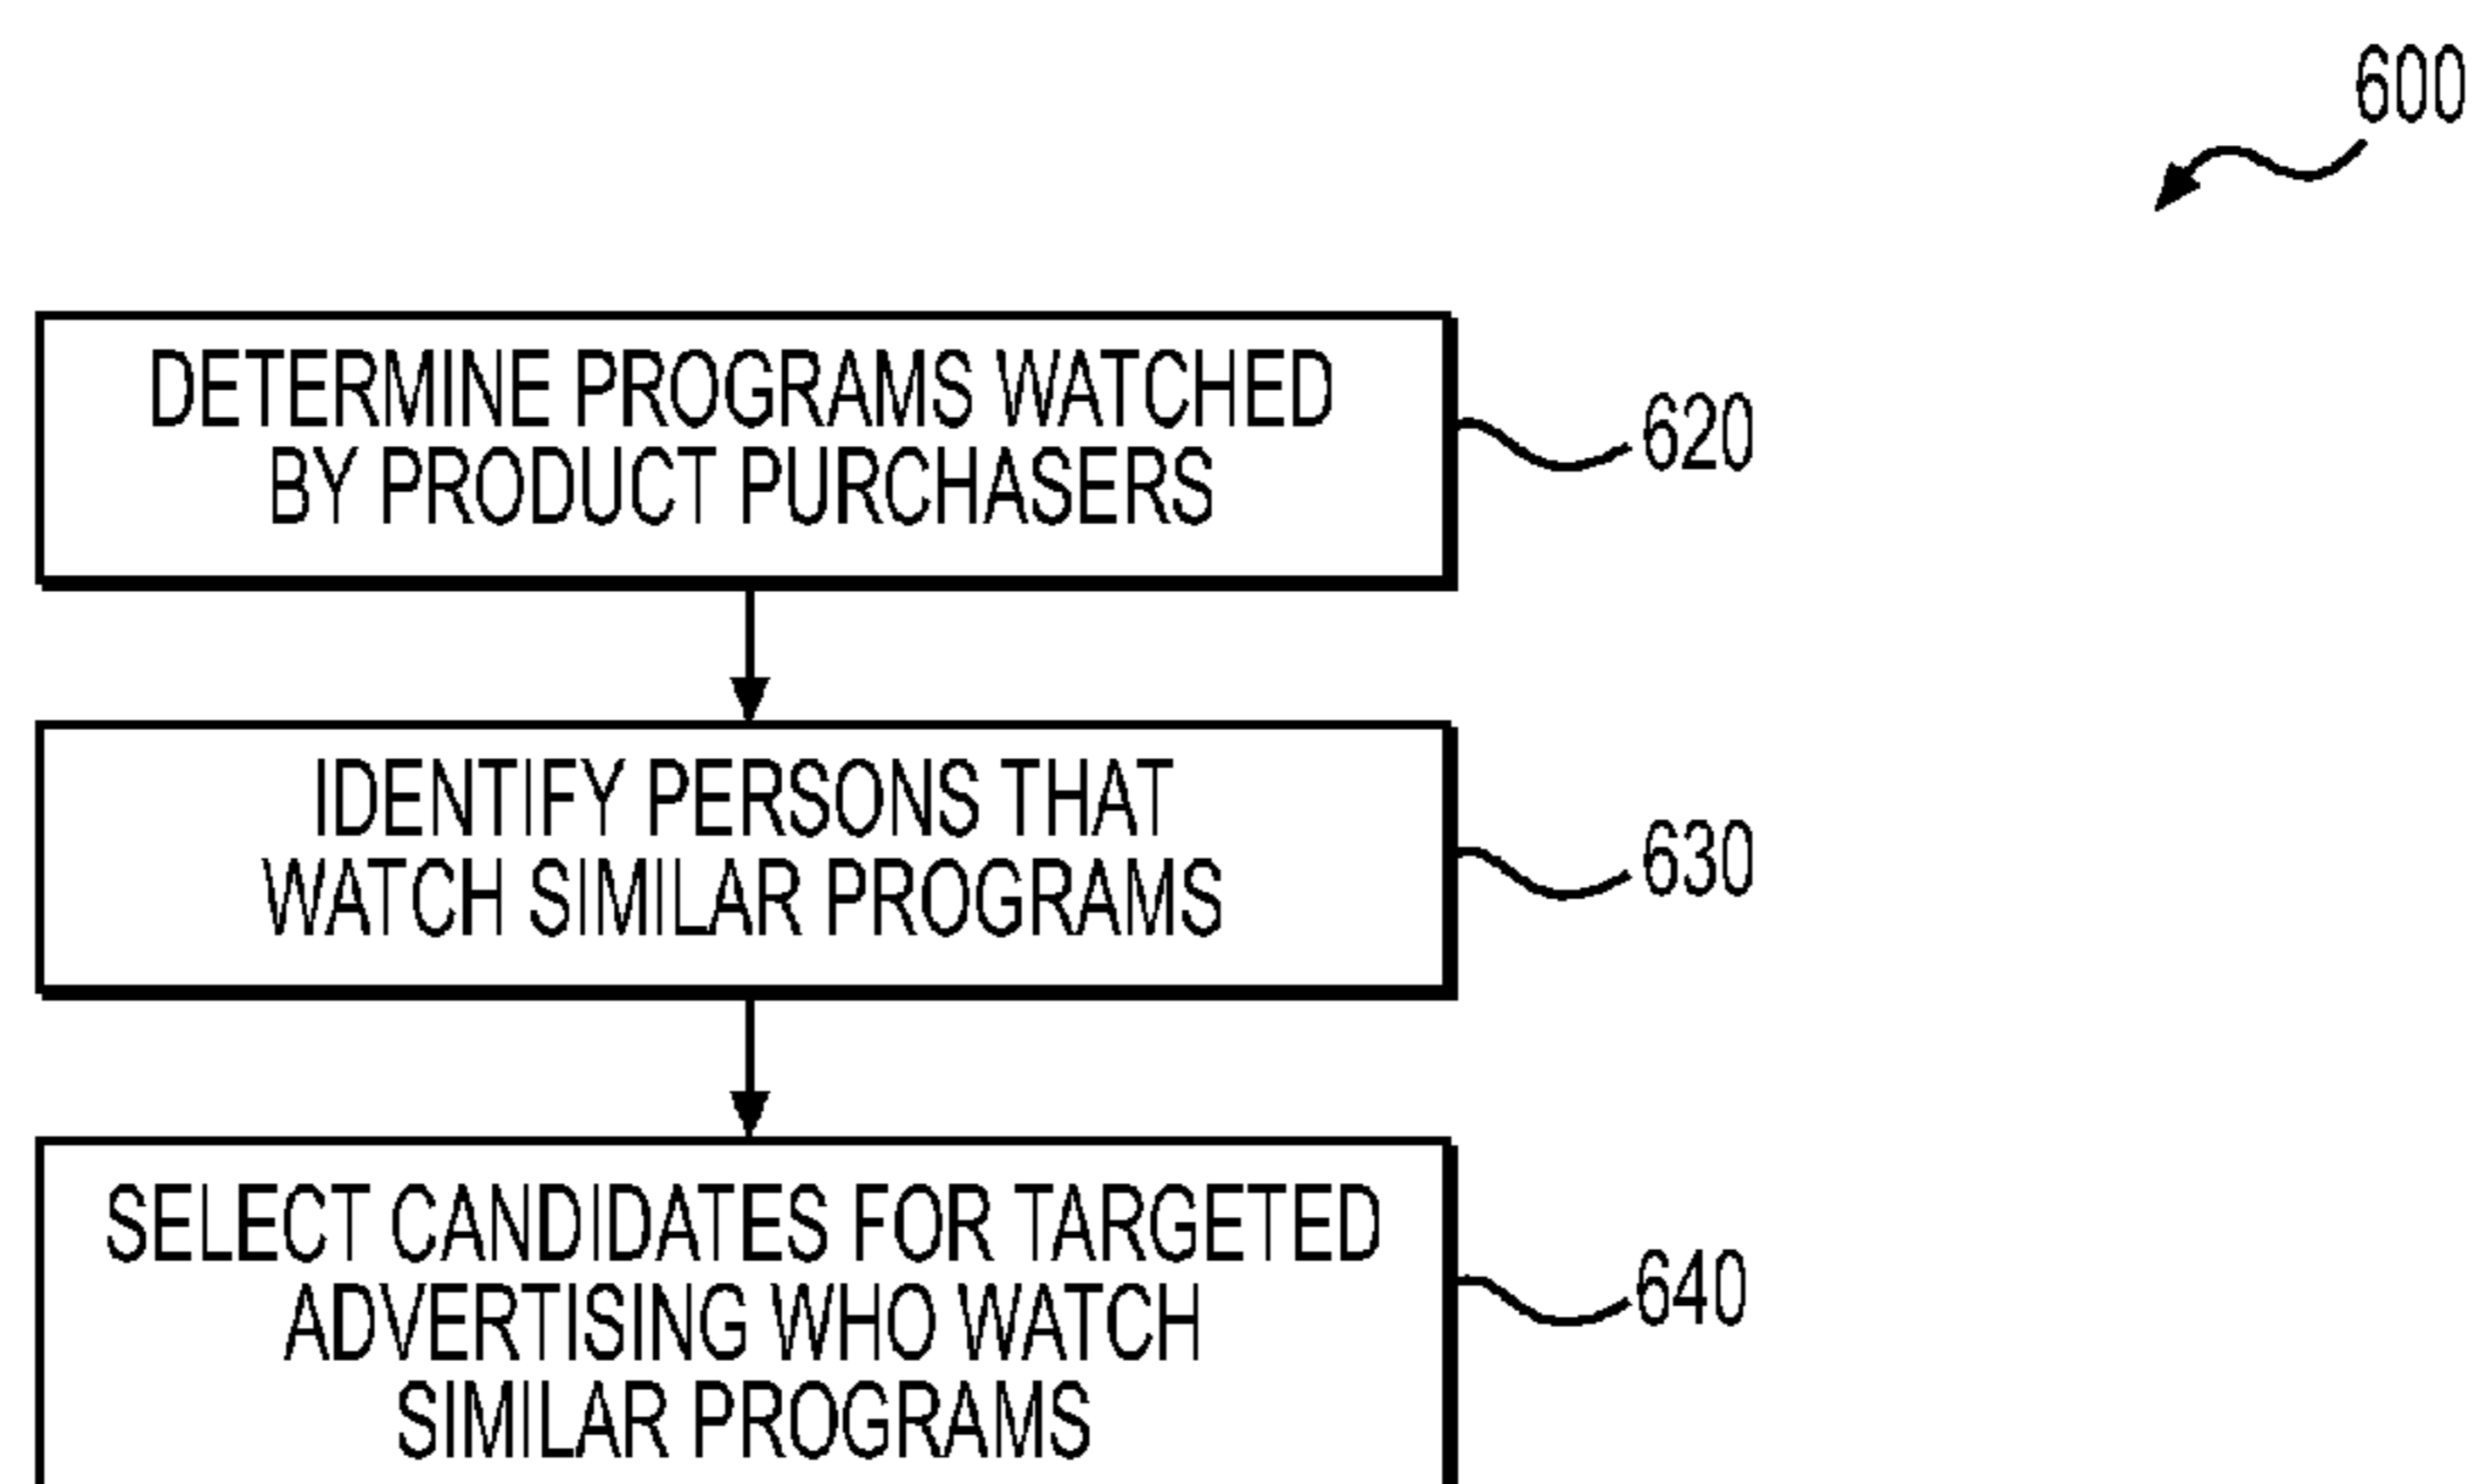 600
DETERMINE PROGRAMS WATCHED
BY PRODUCT PURCHASERS
620
IDENTIFY PERSONS THAT
WATCH SIMILAR PROGRAMS
630
SELECT CANDIDATES FOR TARGETED
ADVERTISING WHO WATCH
SIMILAR PROGRAMS
640